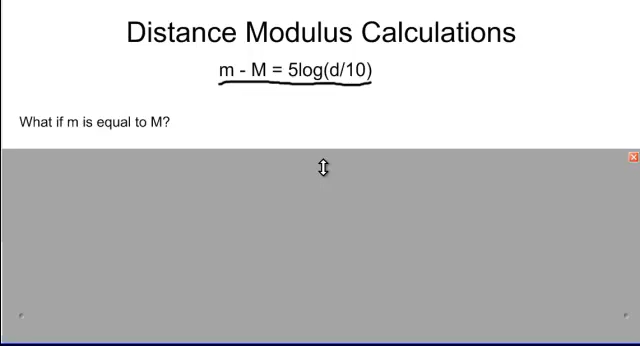 Distance Modulus Calculations
m - M = 5log(d/10)
What if m is equal to M?